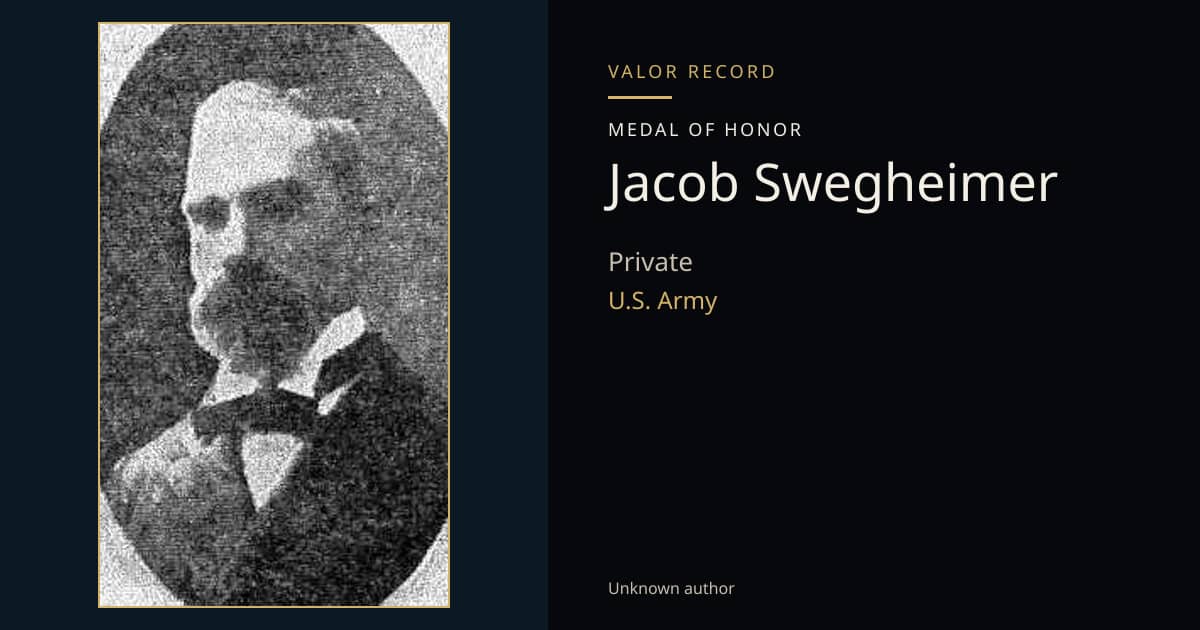 VALOR RECORD
MEDAL OF HONOR
Jacob Swegheimer
Private
U.S. Army
Unknown author